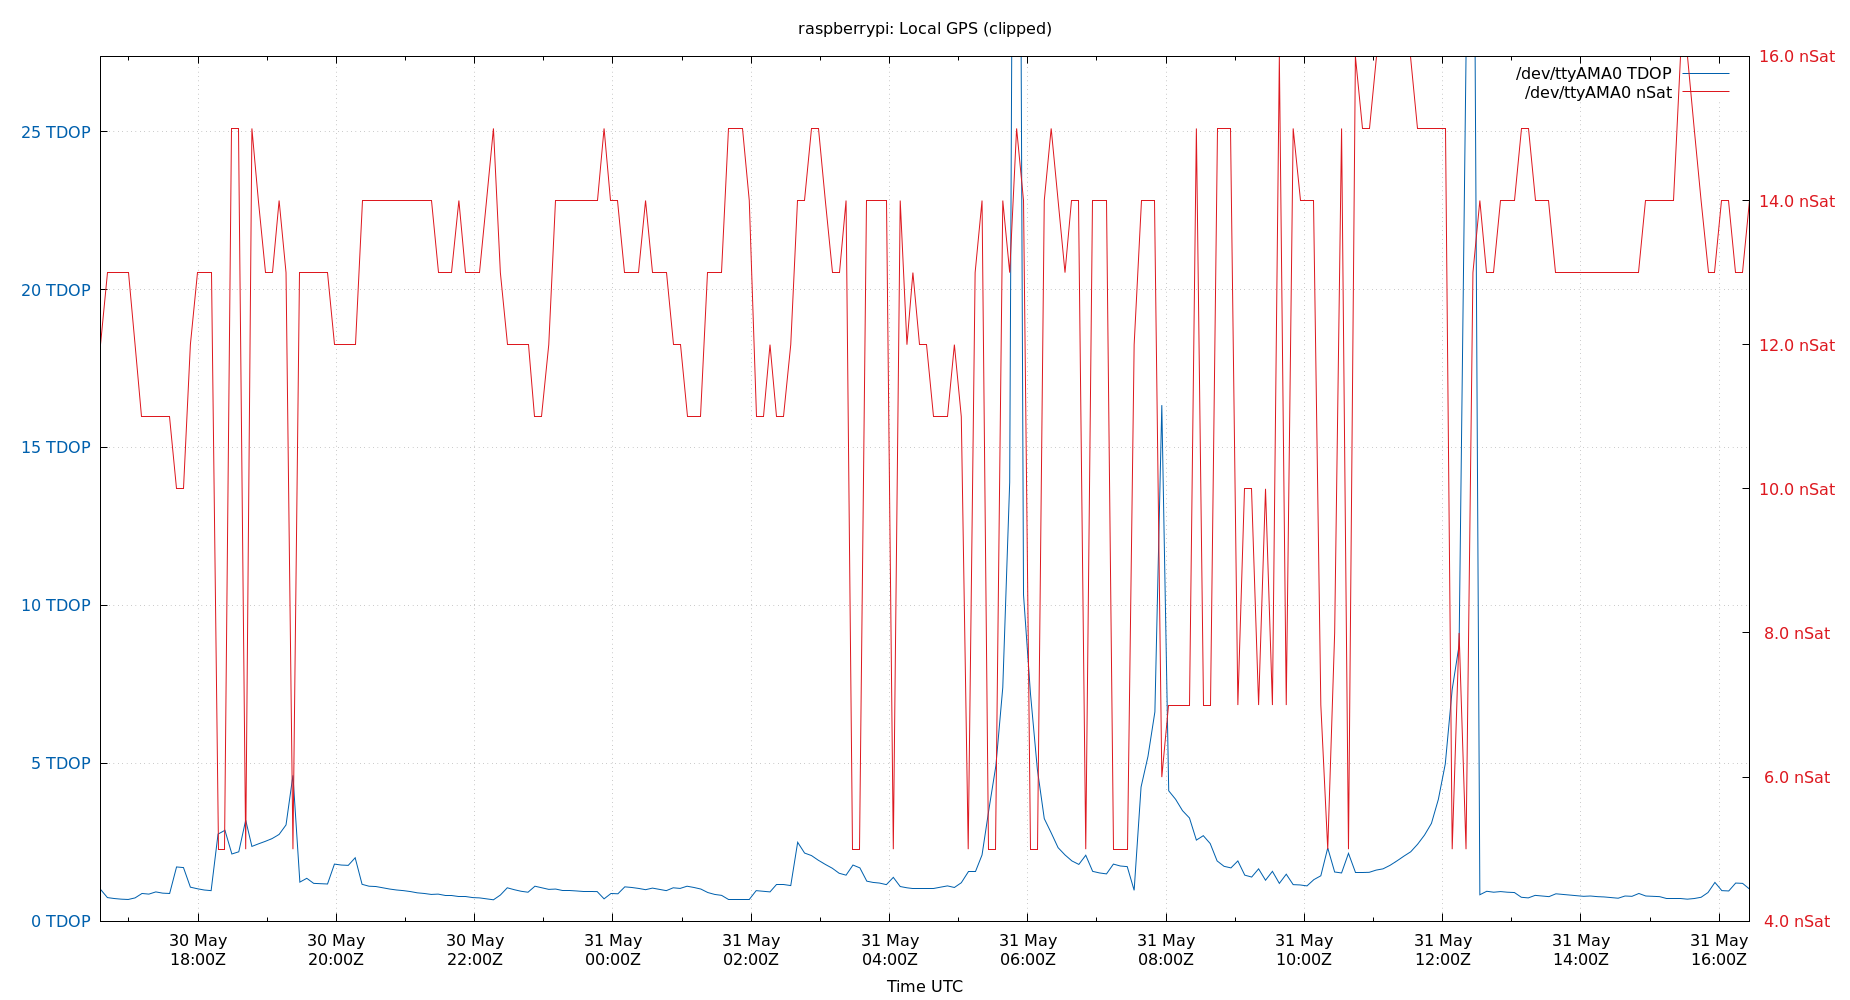 raspberrypi: Local GPS (clipped)
/dev/ttyAMA0 TDOP
/dev/ttyAMA0 nSat
25 TDOP
20 TDOP
15 TDOP
10 TDOP
5 TDOP
0 TDOP
16.0 nSat
14.0 nSat
12.0 nSat
10.0 nSat
8.0 nSat
6.0 nSat
4.0 nSat
30 May 30 May 30 May 31 May 31 May 31 May 31 May 31 May 31 May 31 May 31 May 31 May
18:00Z 20:00Z 22:00Z 00:00Z 02:00Z 04:00Z 06:00Z 08:00Z 10:00Z 12:00Z 14:00Z 16:00Z
Time UTC